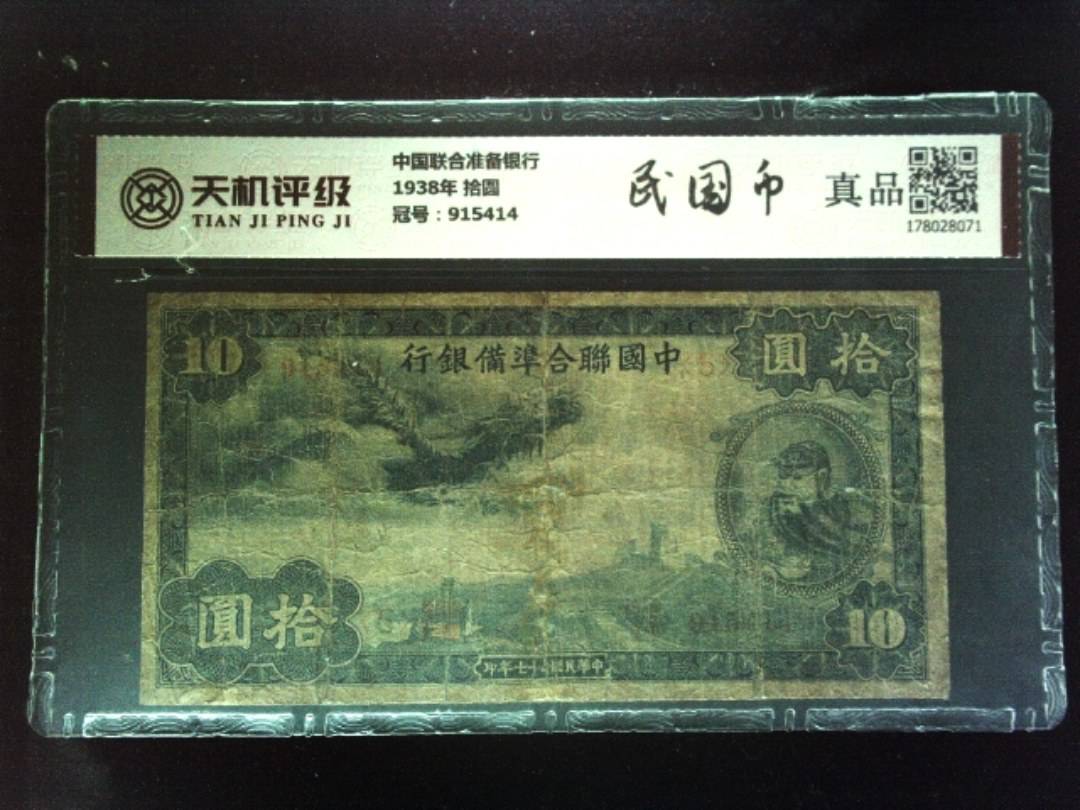 天机评级
TIAN JI PING JI
中国联合准备银行
1938年 拾圆
冠号：915414
民国币
真品
178028071
10
行銀備準合聯國中
圓拾
圓拾
915414
10
印年七十二國民華中